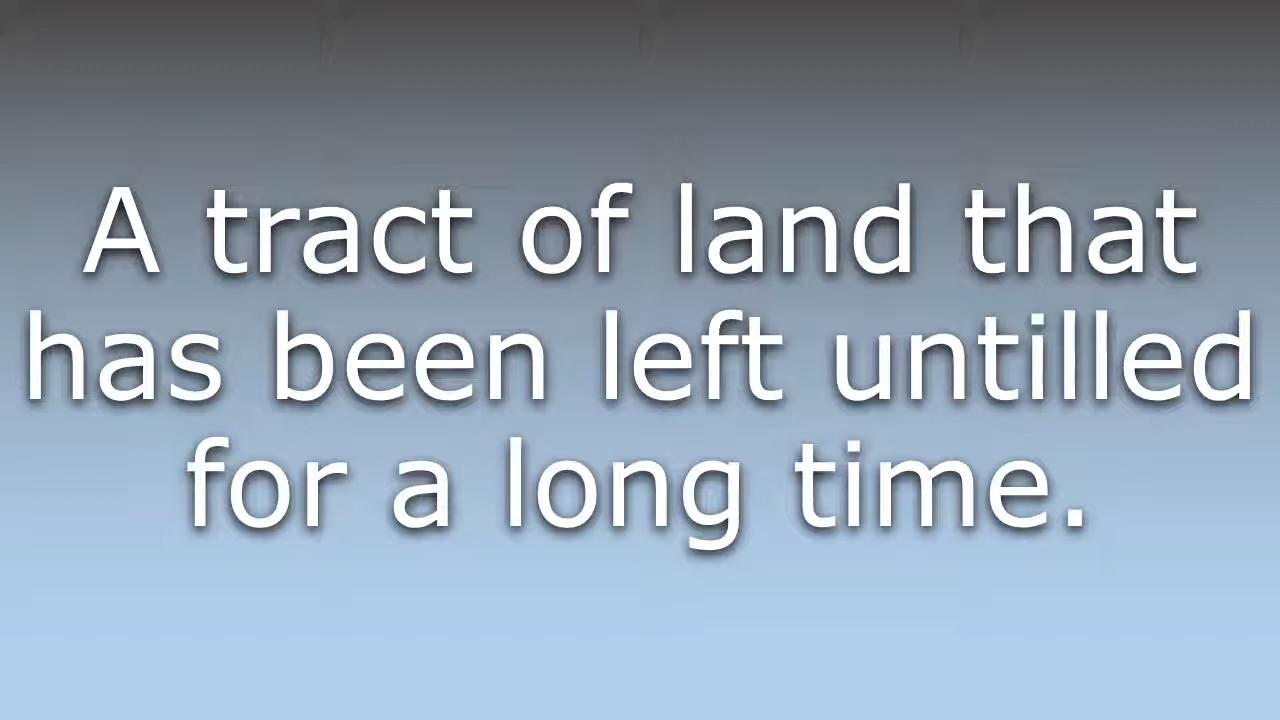 A tract of land that
has been left untilled
for a long time.